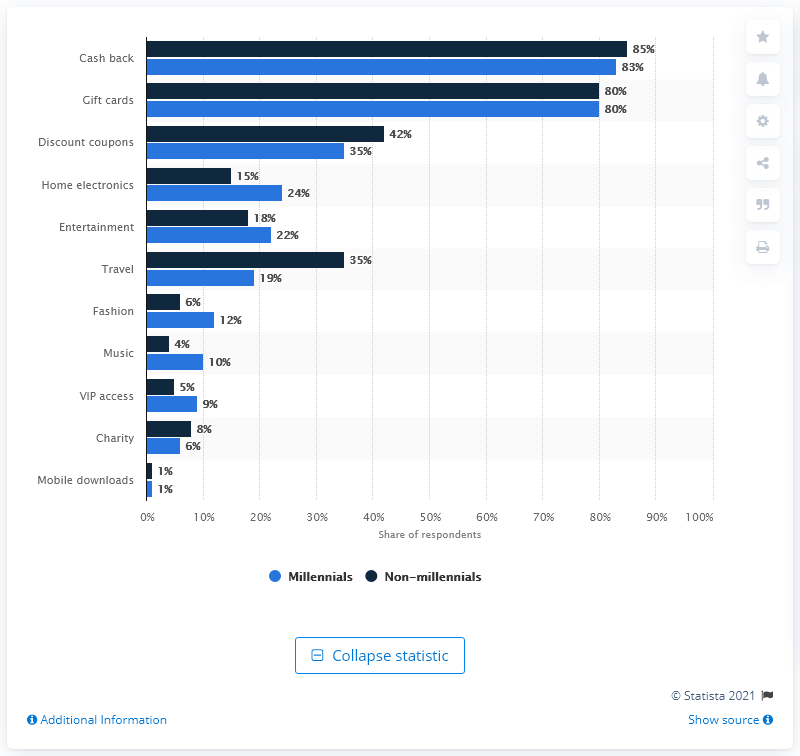 Cash back
85%
83%
Gift cards
80%
80%
Discount coupons
42%
35%
Home electronics
15%
24%
Entertainment
18%
22%
Travel
35%
19%
Fashion
6%
12%
Music
4%
10%
VIP access
5%
9%
Charity
8%
6%
Mobile downloads
1%
1%
0% 10% 20% 30% 40% 50% 60% 70% 80% 90% 100%
Share of respondents
Millennials Non-millennials
Collapse statistic
© Statista 2021
Additional Information Show source